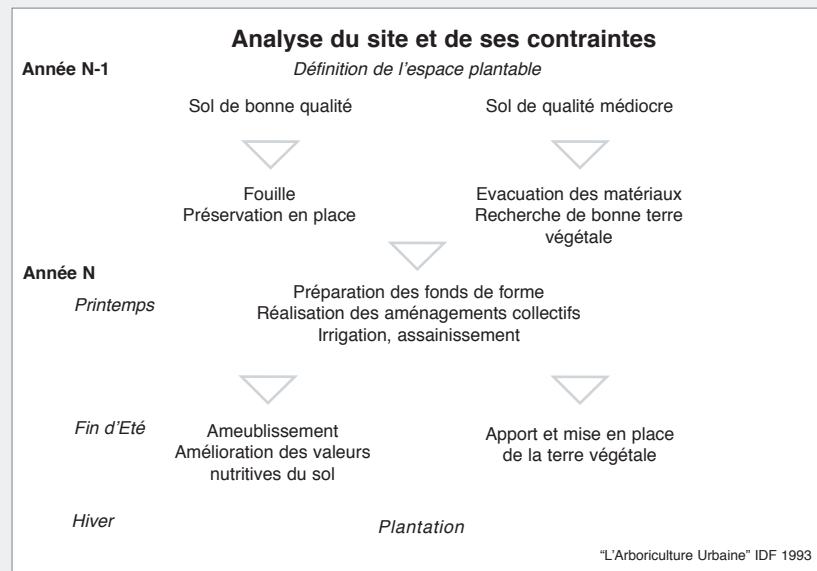 Analyse du site et de ses contraintes
Année N-1
Définition de l'espace plantable
Sol de bonne qualité
Sol de qualité médiocre
Fouille
Préservation en place
Evacuation des matériaux
Recherche de bonne terre
végétale
Année N
Printemps
Préparation des fonds de forme
Réalisation des aménagements collectifs
Irrigation, assainissement
Fin d'Eté
Ameublissement
Amélioration des valeurs
nutritives du sol
Apport et mise en place
de la terre végétale
Hiver
Plantation
"L'Arboriculture Urbaine" IDF 1993